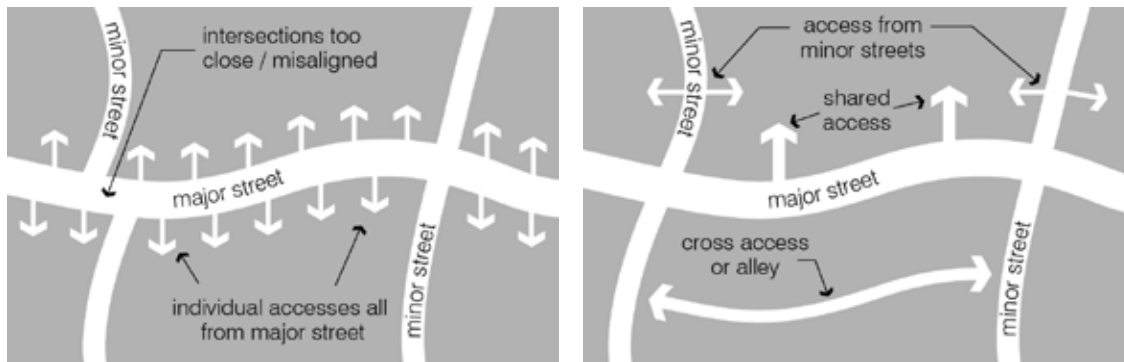 minor street
intersections too
close / misaligned
major street
individual accesses all
from major street
minor street
minor street
access from
minor streets
shared
access
major street
cross access
or alley
minor street